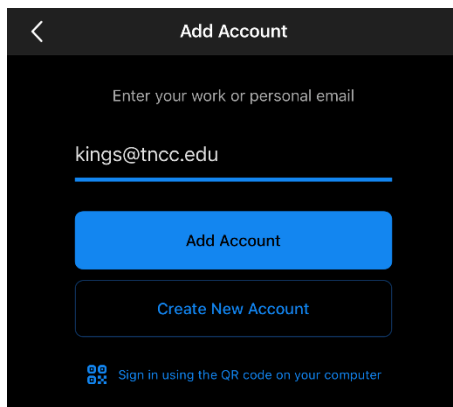 Add Account
Enter your work or personal email
kings@tncc.edu
Add Account
Create New Account
Sign in using the QR code on your computer